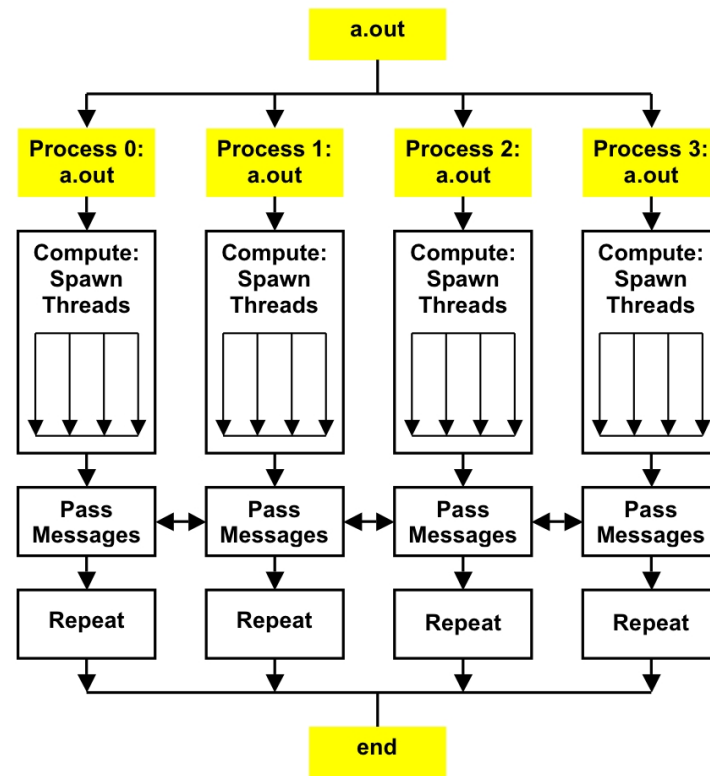 a.out
Process 0:
a.out
Process 1:
a.out
Process 2:
a.out
Process 3:
a.out
Compute:
Spawn
Threads
Compute:
Spawn
Threads
Compute:
Spawn
Threads
Compute:
Spawn
Threads
Pass
Messages
Pass
Messages
Pass
Messages
Pass
Messages
Repeat
Repeat
Repeat
Repeat
end